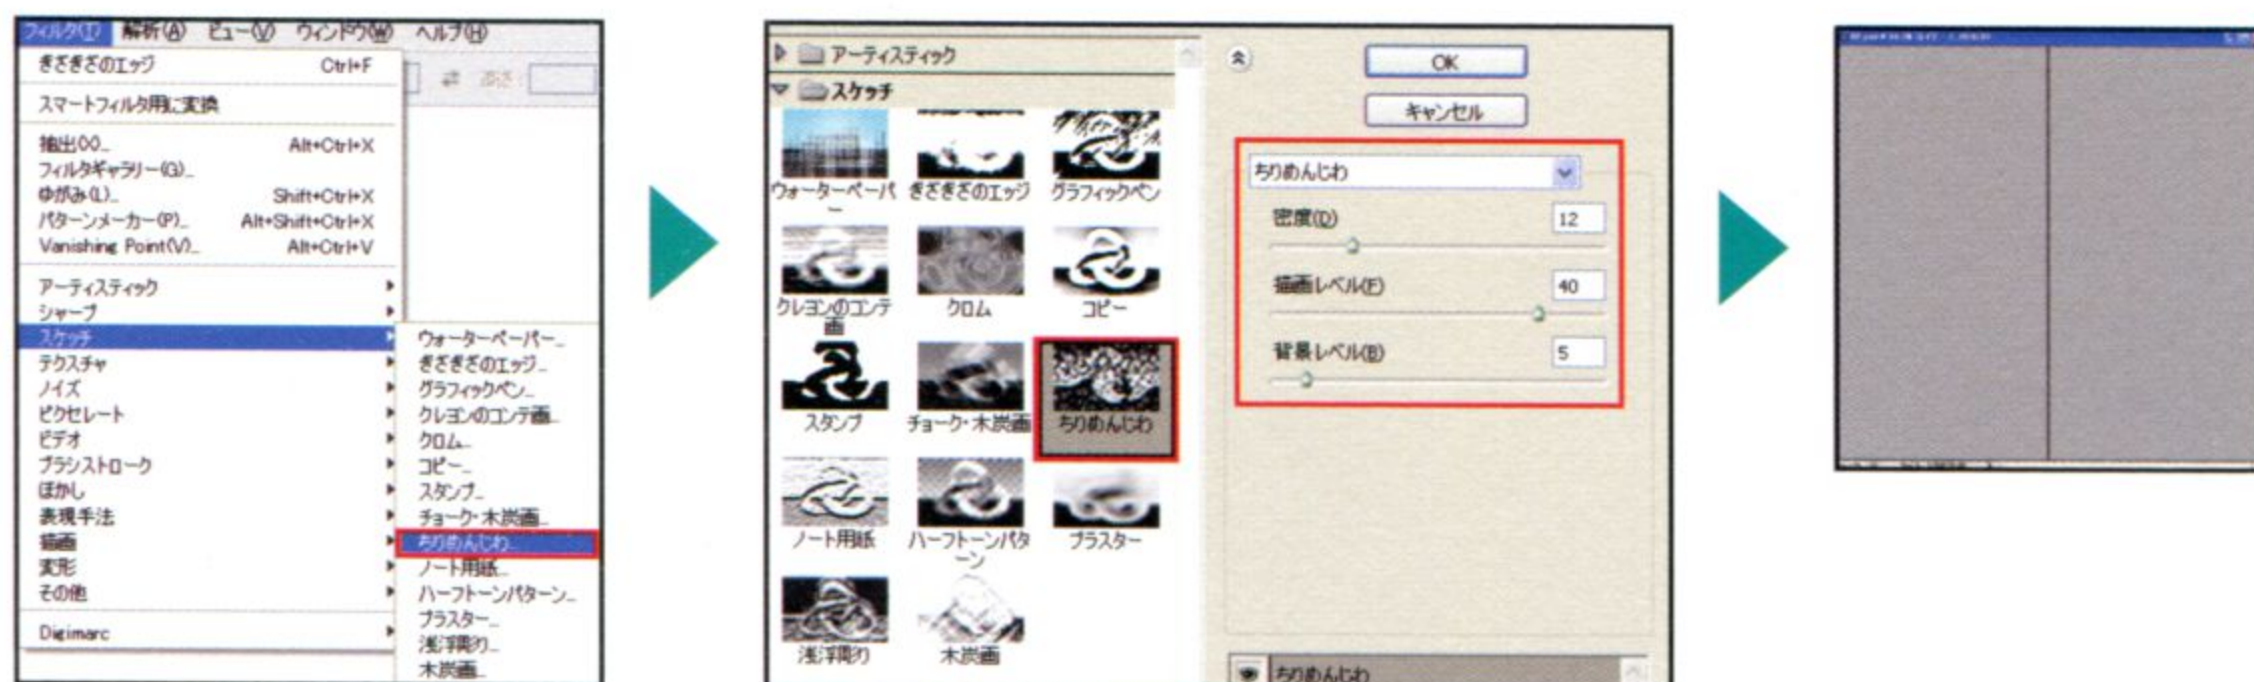 フィルタ(T) 解析(A) ビュー(V) ウィンドウ(W) ヘルプ(H)
ぎざぎざのエッジ Ctrl+F
スマートフィルタ用に変換
抽出(X)... Alt+Ctrl+X
フィルタギャラリー(G)...
ゆがみ(L)... Shift+Ctrl+X
パターンメーカー(P)... Alt+Shift+Ctrl+X
Vanishing Point(V)... Alt+Ctrl+V
アーティスティック
シャープ
スケッチ
テクスチャ
ノイズ
ピクセレート
ビデオ
ブラシストローク
ぼかし
表現手法
描画
変形
その他
Digimarc
高さ:
ウォーターペーパー...
ぎざぎざのエッジ...
グラフィックペン...
クレヨンのコンテ画...
クロム...
コピー...
スタンプ...
チョーク・木炭画...
ちりめんじわ...
ノート用紙...
ハーフトーンパターン...
プラスター...
浅浮彫り...
木炭画...
アーティスティック
スケッチ
ウォーターペーパ
ー
ぎざぎざのエッジ
グラフィックペン
クレヨンのコンテ
画
クロム
コピー
スタンプ
チョーク・木炭画
ちりめんじわ
ノート用紙
ハーフトーンパタ
ーン
プラスター
浅浮彫り
木炭画
OK
キャンセル
ちりめんじわ
密度(D) 12
描画レベル(F) 40
背景レベル(B) 5
ちりめんじわ